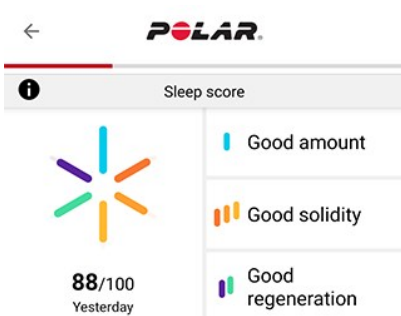 POLAR.
Sleep score
Good amount
Good solidity
Good
regeneration
88/100
Yesterday